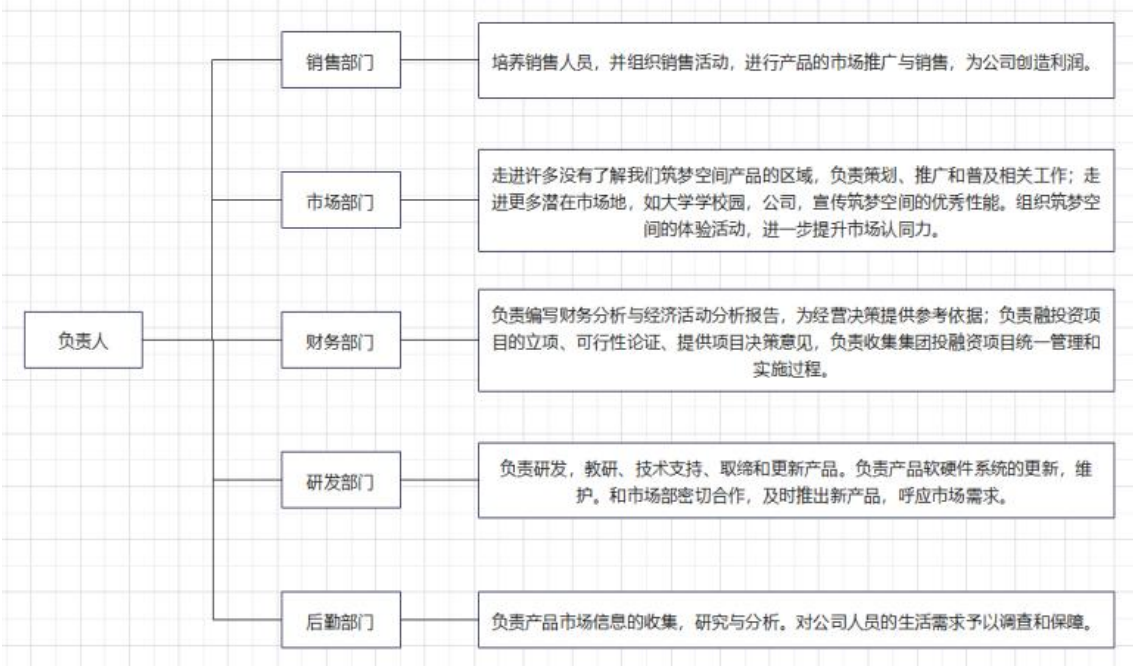 销售部门
培养销售人员，并组织销售活动，进行产品的市场推广与销售，为公司创造利润。
市场部门
走进许多没有了解我们筑梦空间产品的区域，负责策划、推广和普及相关工作；走
进更多潜在市场地，如大学学校园，公司，宣传筑梦空间的优秀性能。组织筑梦空
间的体验活动，进一步提升市场认同力。
负责人
财务部门
负责编写财务分析与经济活动分析报告，为经营决策提供参考依据；负责融投资项
目的立项、可行性论证、提供项目决策意见，负责收集集团投融资项目统一管理和
实施过程。
研发部门
负责研发，教研、技术支持、取缔和更新产品。负责产品软硬件系统的更新，维
护。和市场部密切合作，及时推出新产品，呼应市场需求。
后勤部门
负责产品市场信息的收集，研究与分析。对公司人员的生活需求予以调查和保障。